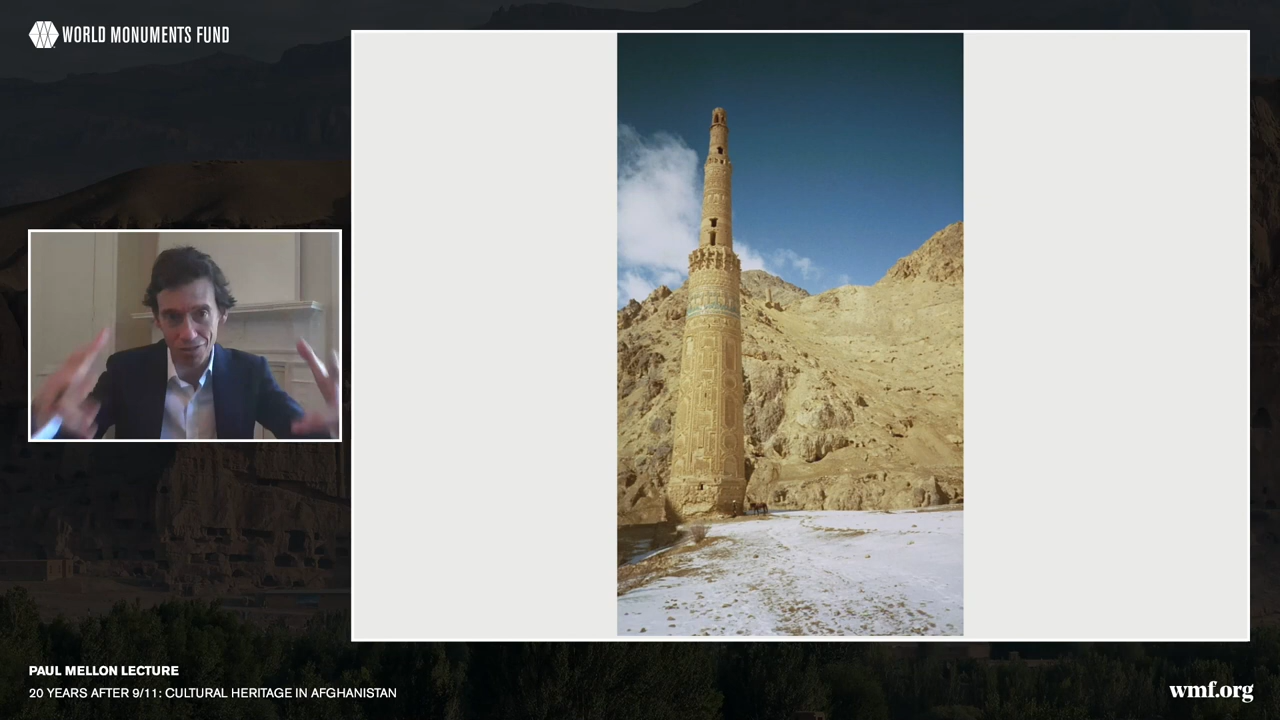 WORLD MONUMENTS FUND
PAUL MELLON LECTURE
20 YEARS AFTER 9/11: CULTURAL HERITAGE IN AFGHANISTAN
wmf.org